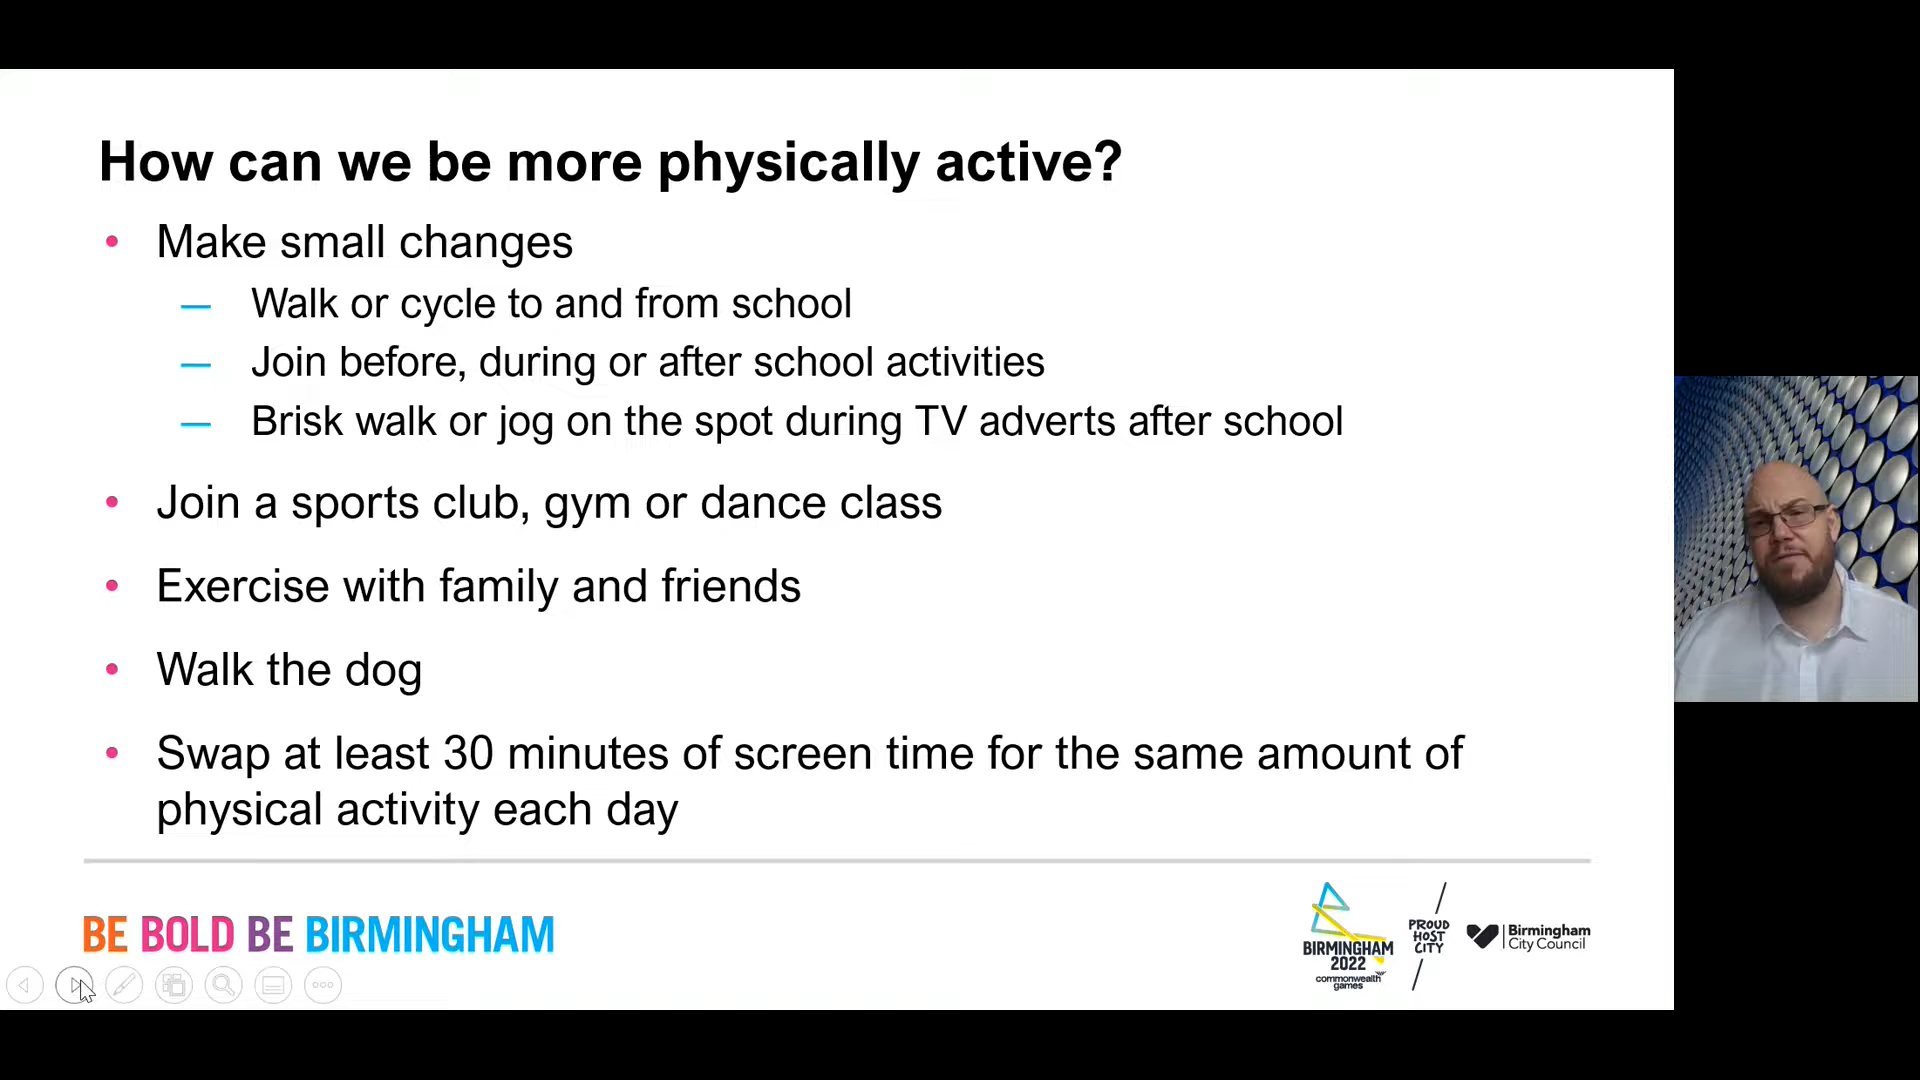 How can we be more physically active?
• Make small changes
— Walk or cycle to and from school
— Join before, during or after school activities
— Brisk walk or jog on the spot during TV adverts after school
• Join a sports club, gym or dance class
• Exercise with family and friends
• Walk the dog
• Swap at least 30 minutes of screen time for the same amount of
physical activity each day
BE BOLD BE BIRMINGHAM
BIRMINGHAM
2022
commonwealth
games
PROUD
HOST
CITY
Birmingham
City Council